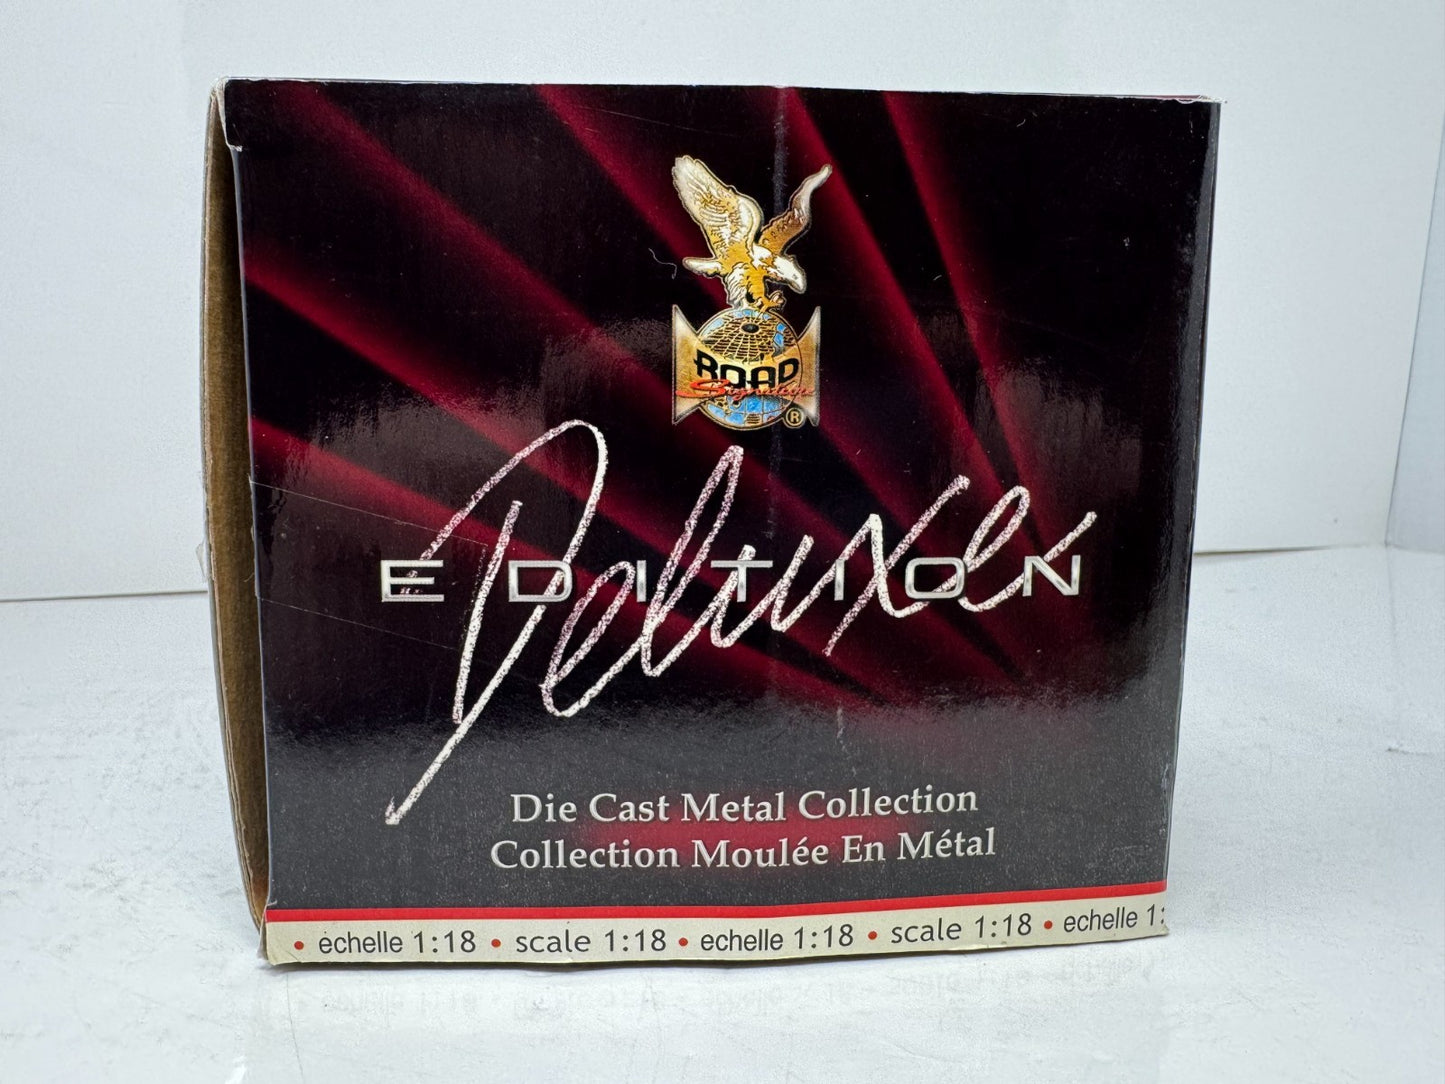 ROAD
Signature
®
Deluxe
EDITION
Die Cast Metal Collection
Collection Moulée En Métal
• echelle 1:18 • scale 1:18 • echelle 1:18 • scale 1:18 • echelle 1: